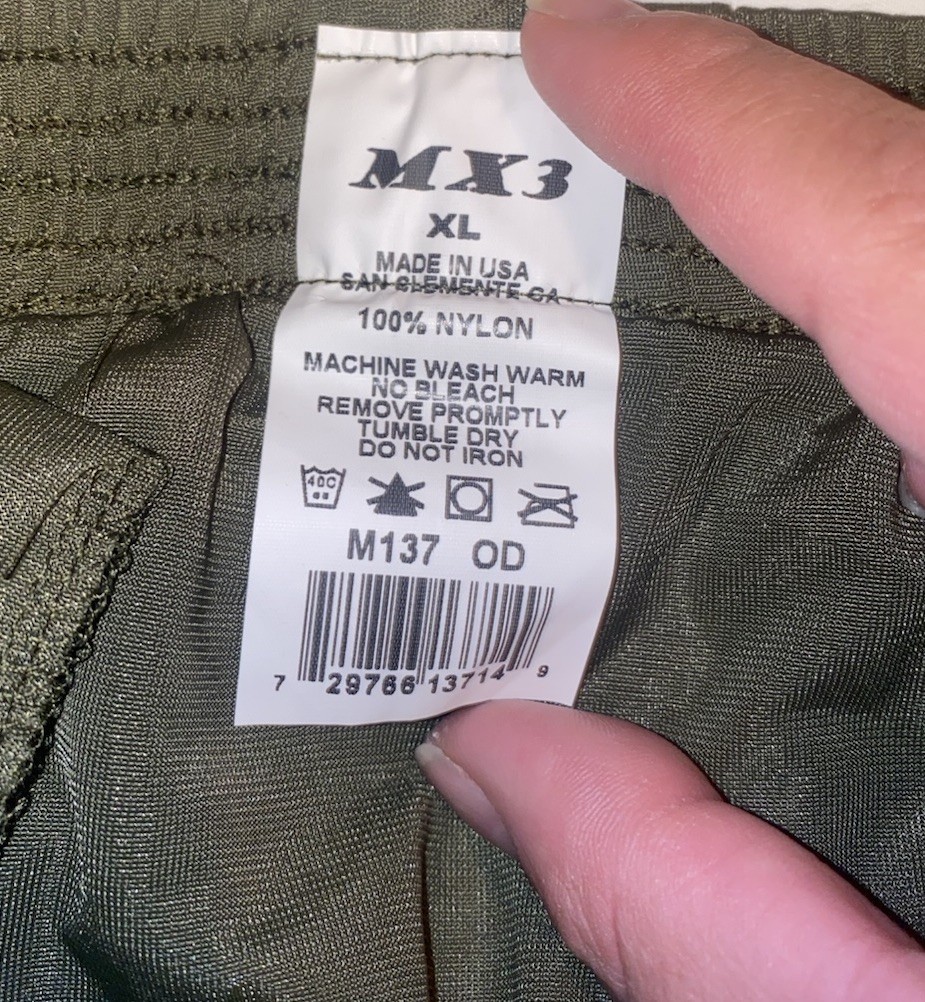 MX3
XL
MADE IN USA
SAN CLEMENTE CA
100% NYLON
MACHINE WASH WARM
NO BLEACH
REMOVE PROMPTLY
TUMBLE DRY
DO NOT IRON
40C
M137 OD
7 29766 13714 9